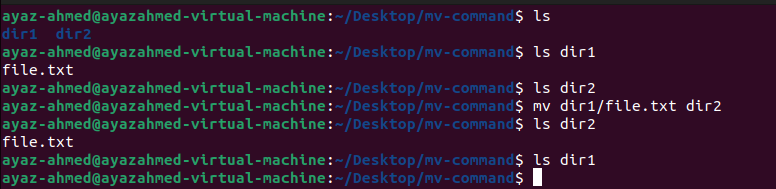 ayaz-ahmed@ayazahmed-virtual-machine:~/Desktop/mv-command$ ls
dir1  dir2
ayaz-ahmed@ayazahmed-virtual-machine:~/Desktop/mv-command$ ls dir1
file.txt
ayaz-ahmed@ayazahmed-virtual-machine:~/Desktop/mv-command$ ls dir2
ayaz-ahmed@ayazahmed-virtual-machine:~/Desktop/mv-command$ mv dir1/file.txt dir2
ayaz-ahmed@ayazahmed-virtual-machine:~/Desktop/mv-command$ ls dir2
file.txt
ayaz-ahmed@ayazahmed-virtual-machine:~/Desktop/mv-command$ ls dir1
ayaz-ahmed@ayazahmed-virtual-machine:~/Desktop/mv-command$